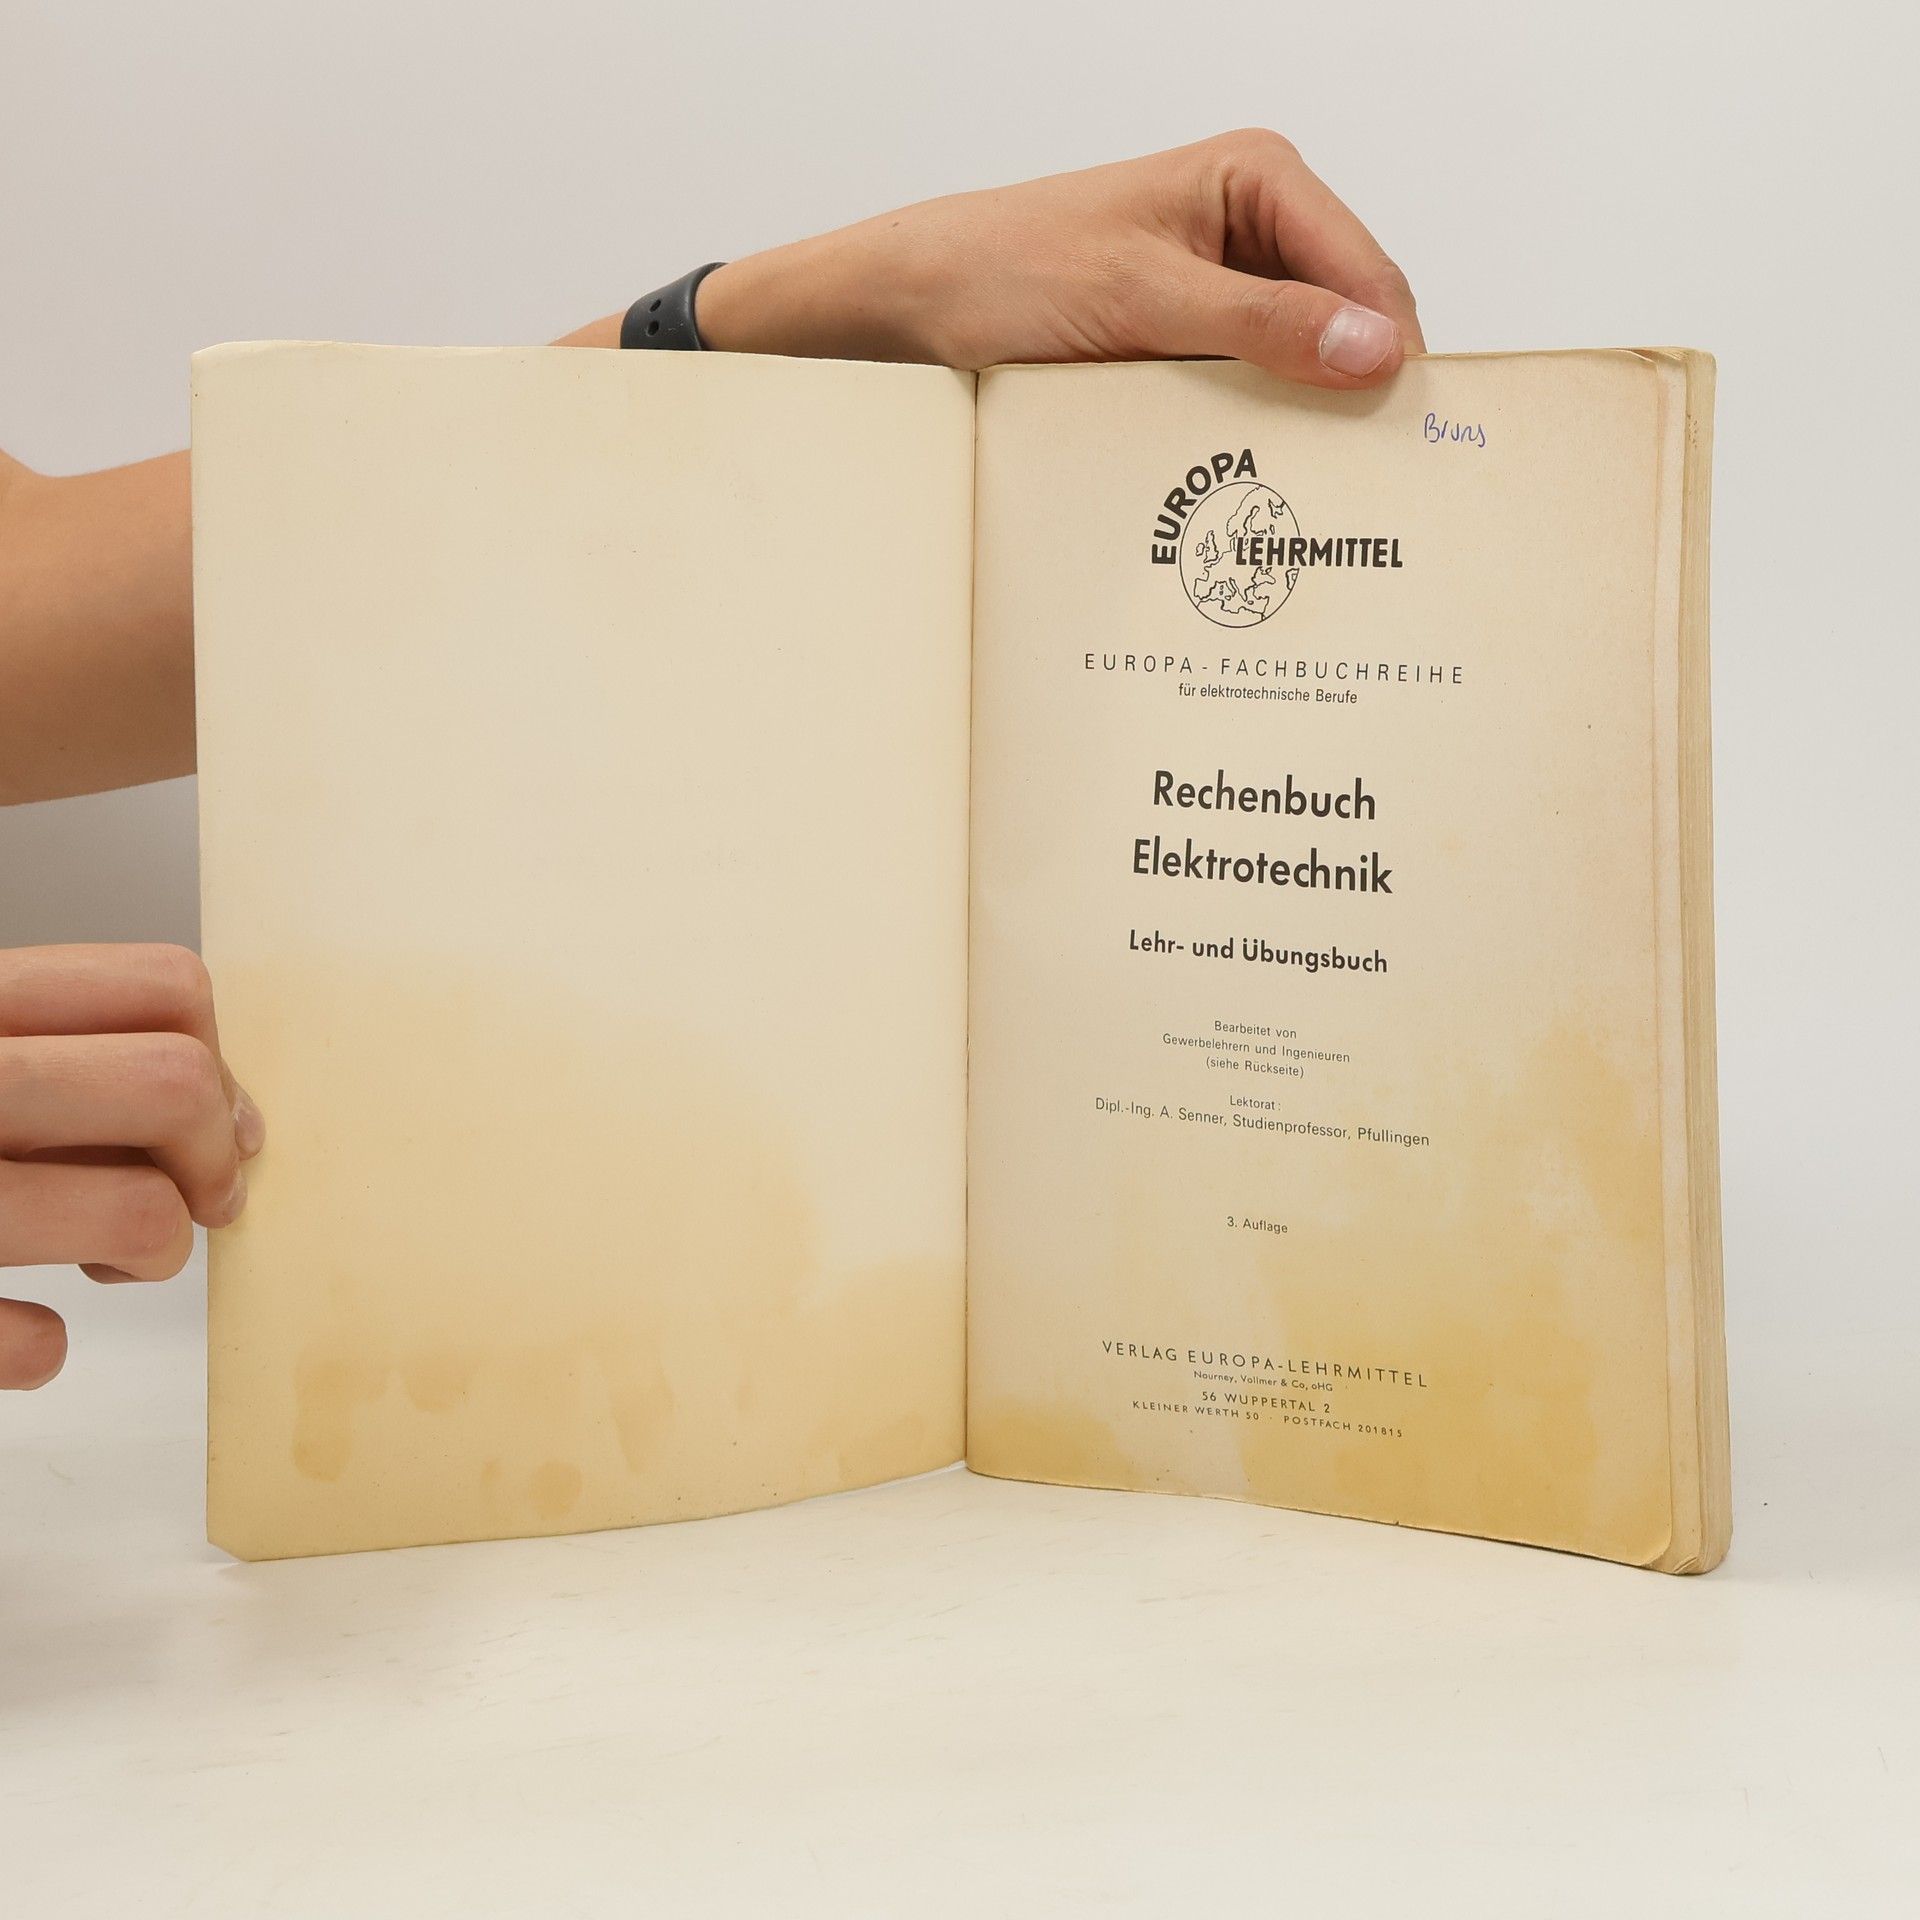 Bruns
EUROPA
LEHRMITTEL
EUROPA - FACHBUCHREIHE
für elektrotechnische Berufe
Rechenbuch
Elektrotechnik
Lehr- und Übungsbuch
Bearbeitet von
Gewerbelehrern und Ingenieuren
(siehe Rückseite)
Lektorat:
Dipl.-Ing. A. Senner, Studienprofessor, Pfullingen
3. Auflage
VERLAG EUROPA-LEHRMITTEL
Nourney, Vollmer & Co, oHG
56 WUPPERTAL 2
KLEINER WERTH 50 · POSTFACH 201815